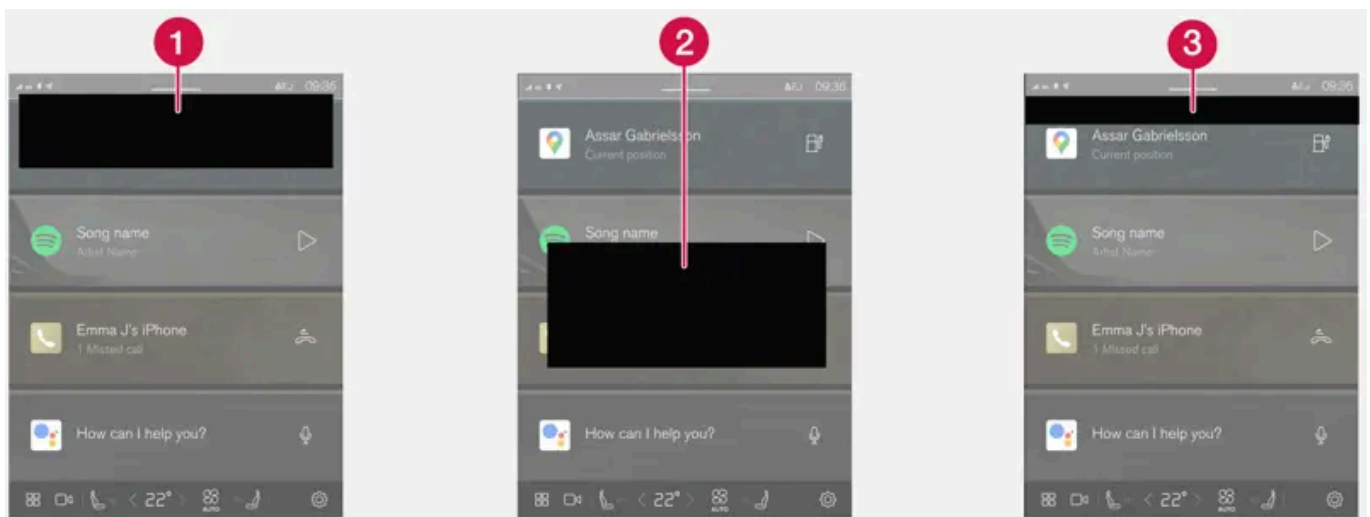 1
2
3
09:35
09:35
09:35
Assar Gabrielsson
Current position
Assar Gabrielsson
Current position
Song name
Artist Name
Song name
Song name
Artist Name
Emma J's iPhone
1 Missed call
Emma J's iPhone
1 Missed call
How can I help you?
How can I help you?
How can I help you?
22°
AUTO
22°
AUTO
22°
AUTO